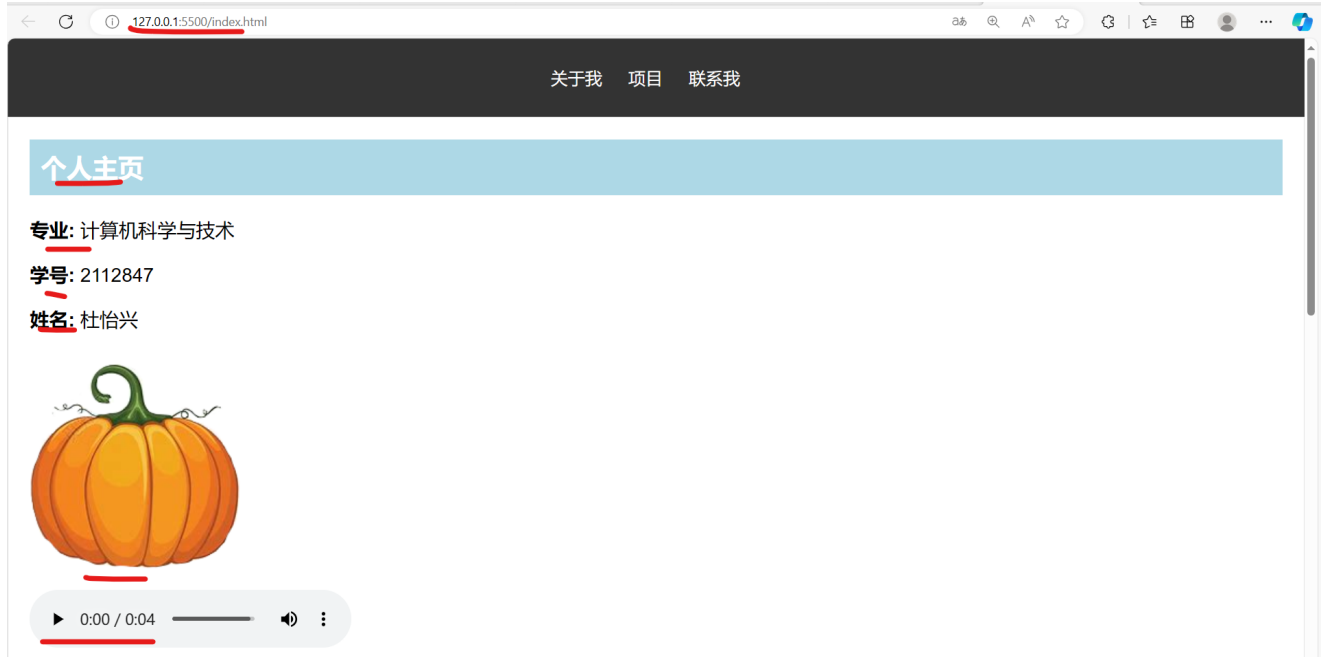 127.0.0.1:5500/index.html
关于我 项目 联系我
个人主页
专业: 计算机科学与技术
学号: 2112847
姓名: 杜怡兴
0:00 / 0:04